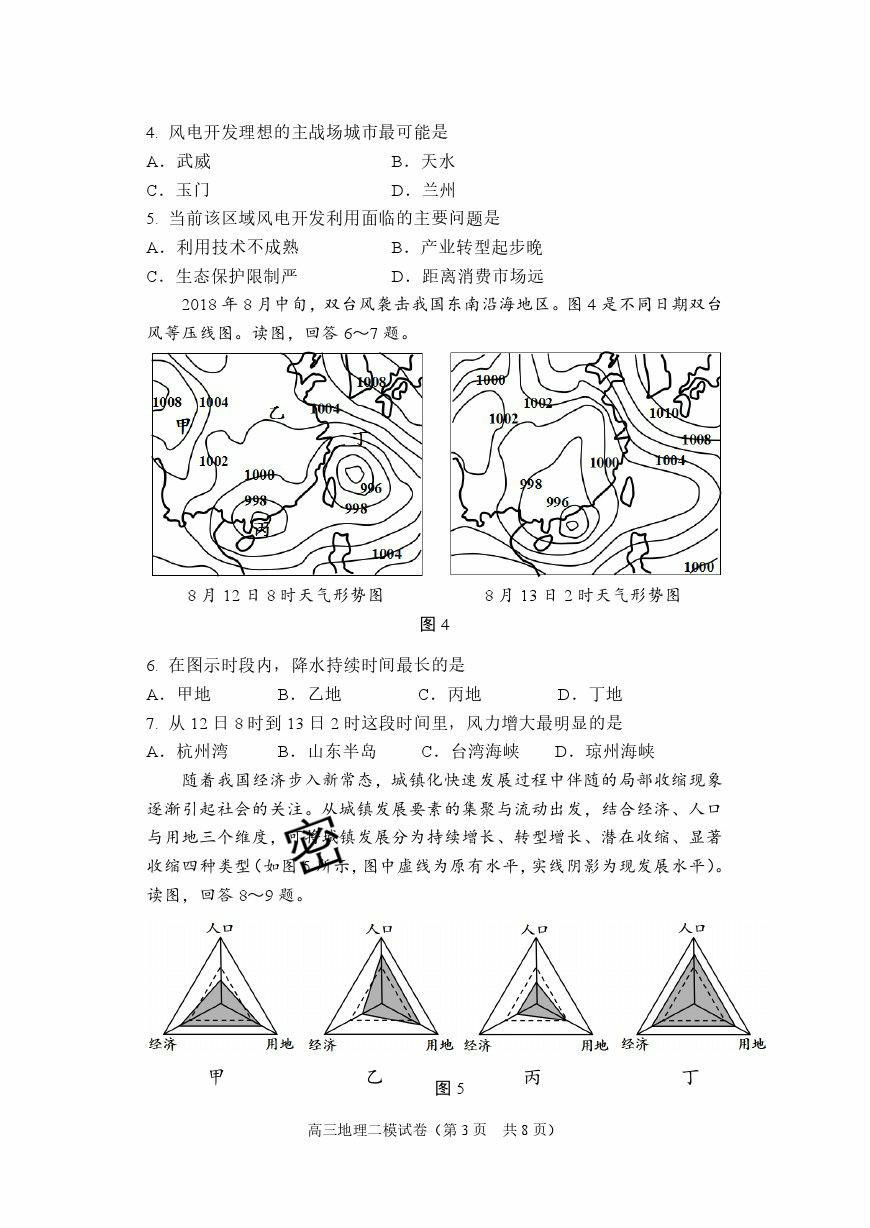 4. 风电开发理想的主战场城市最可能是
A．武威 B．天水
C．玉门 D．兰州
5. 当前该区域风电开发利用面临的主要问题是
A．利用技术不成熟 B．产业转型起步晚
C．生态保护限制严 D．距离消费市场远
2018 年 8 月中旬，双台风袭击我国东南沿海地区。图 4 是不同日期双台
风等压线图。读图，回答 6～7 题。
1008 1004 乙 1004 1008
甲 丁
1002 1000 996
998 998
丙
1004
1000 1002 1002 1010
1008
1000 1004
998
996
1000
8 月 12 日 8 时天气形势图 8 月 13 日 2 时天气形势图
图 4
6. 在图示时段内，降水持续时间最长的是
A．甲地 B．乙地 C．丙地 D．丁地
7. 从 12 日 8 时到 13 日 2 时这段时间里，风力增大最明显的是
A．杭州湾 B．山东半岛 C．台湾海峡 D．琼州海峡
随着我国经济步入新常态，城镇化快速发展过程中伴随的局部收缩现象
逐渐引起社会的关注。从城镇发展要素的集聚与流动出发，结合经济、人口
与用地三个维度，可将城镇发展分为持续增长、转型增长、潜在收缩、显著
收缩四种类型（如图 5 所示，图中虚线为原有水平，实线阴影为现发展水平）。
密
读图，回答 8～9 题。
人口 人口 人口 人口
经济 用地 经济 用地 经济 用地 经济 用地
甲 乙 丙 丁
图 5
高三地理二模试卷（第 3 页 共 8 页）